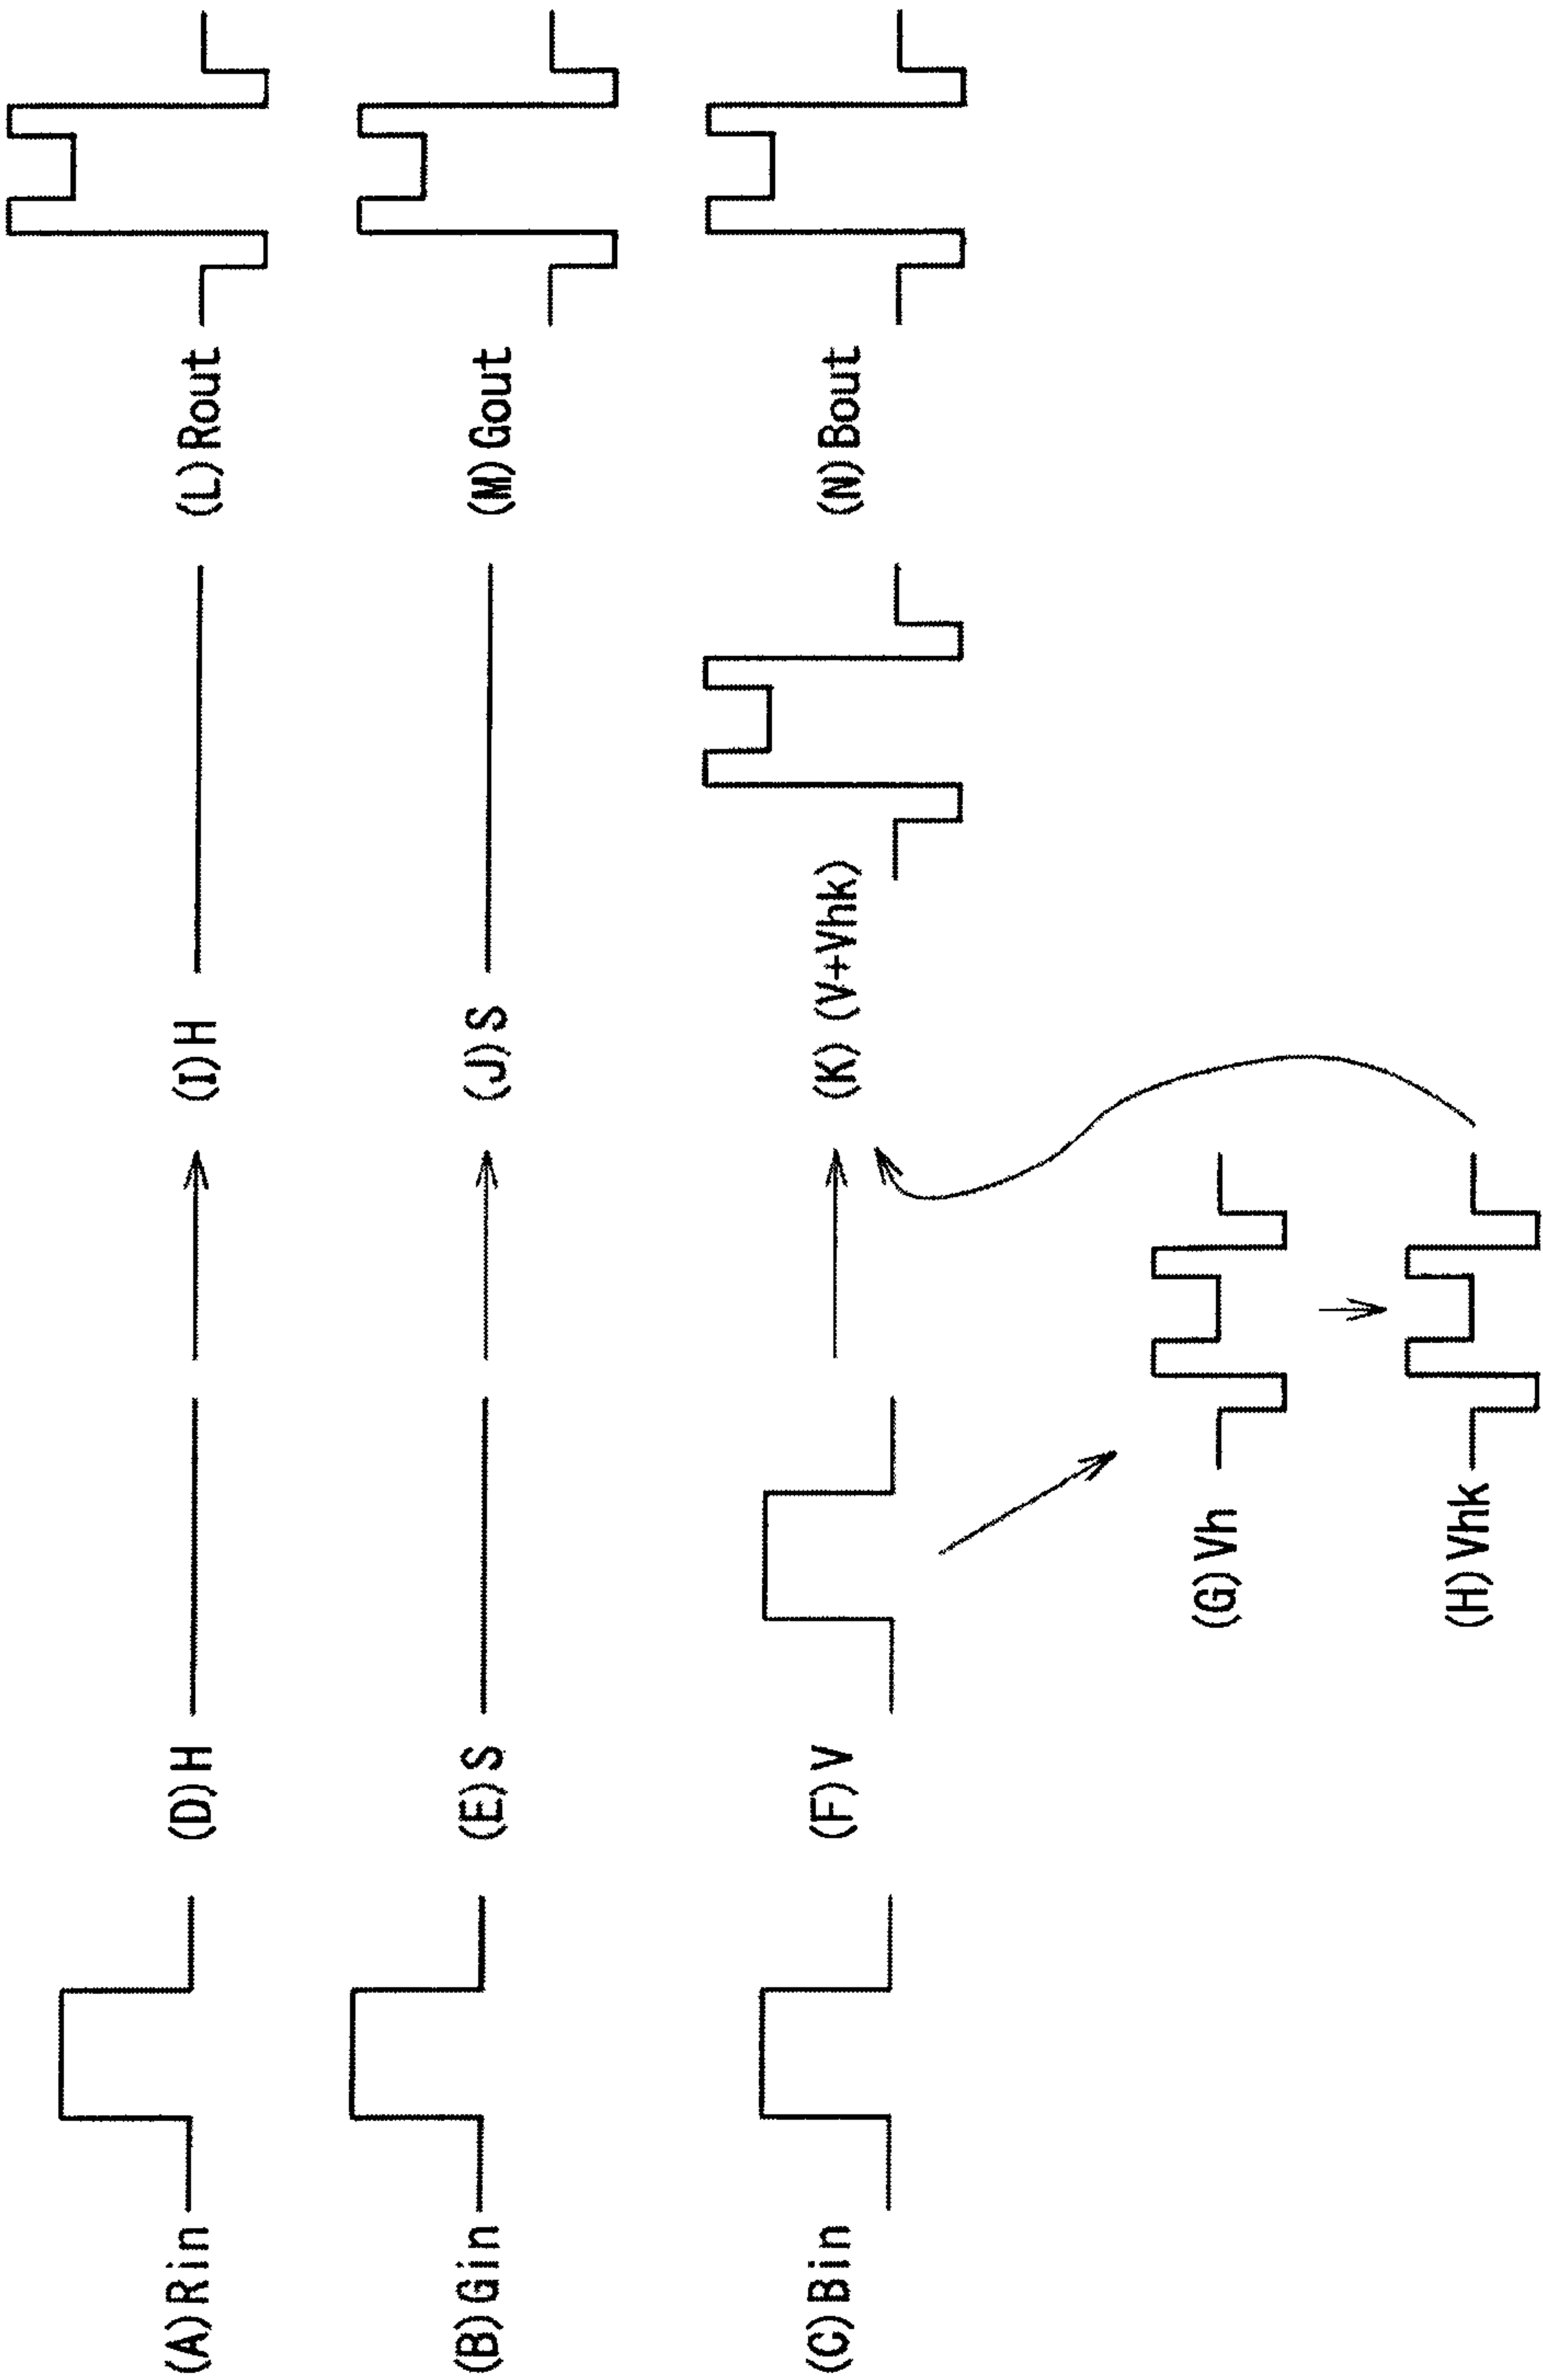 (A) Rin
(B) Gin
(C) Bin
(D) H
(E) S
(F) V
(G) Vh
(H) Vhk
(I) H
(J) S
(K) (V+Vhk)
(L) Rout
(M) Gout
(N) Bout